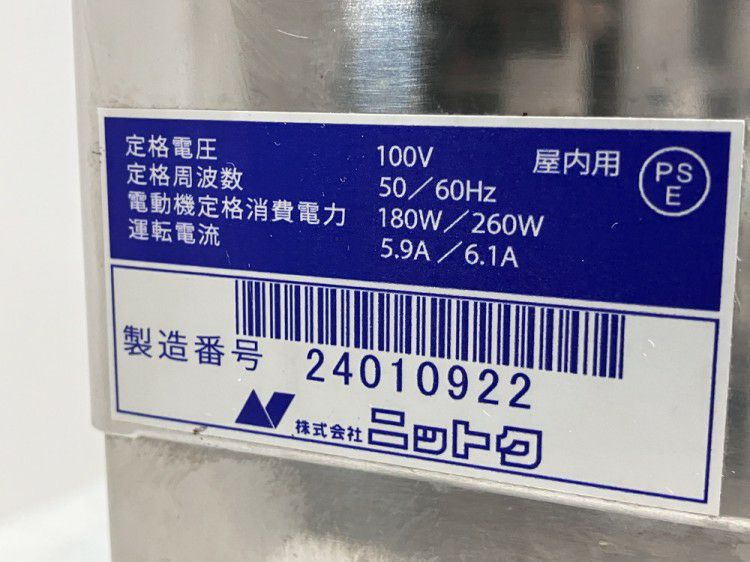 定格電圧 100V 屋内用
定格周波数 50/60Hz
電動機定格消費電力 180W/260W
運転電流 5.9A/6.1A
PS
E
製造番号 24010922
株式会社ニットク